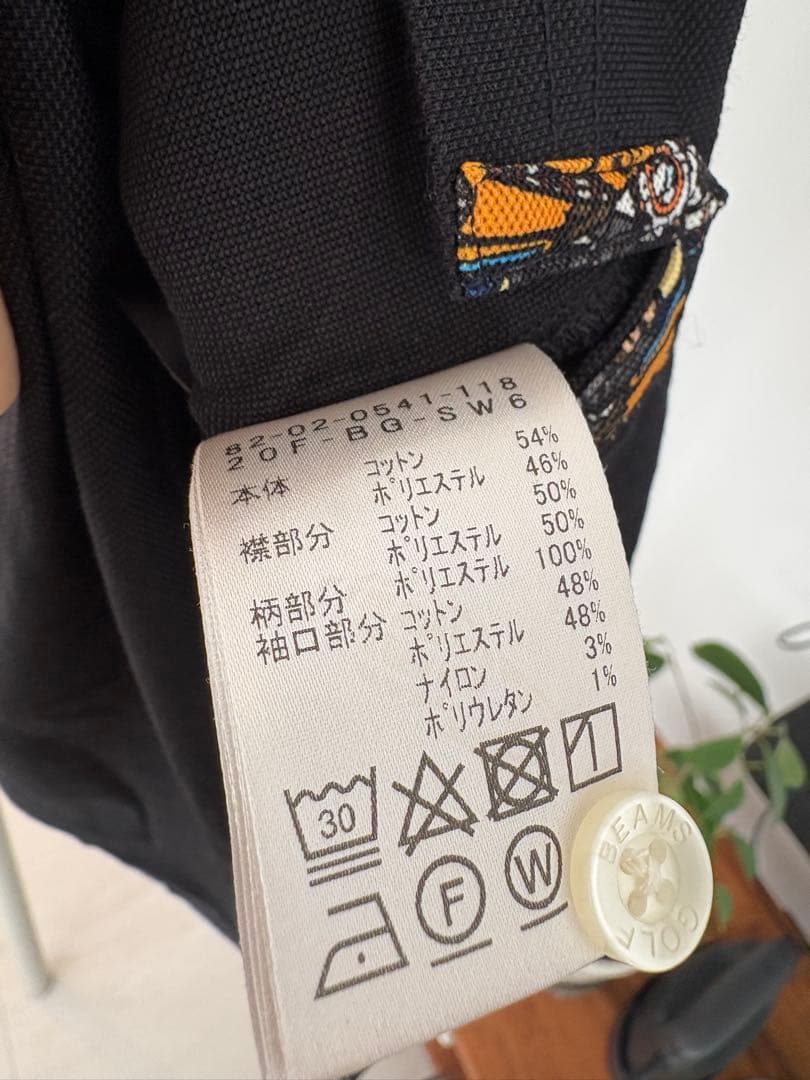 82-02-0541-118
20F-BG-SW6
本体 コットン 54%
ポリエステル 46%
襟部分 コットン 50%
ポリエステル 50%
柄部分 ポリエステル 100%
袖口部分 コットン 48%
ポリエステル 48%
ナイロン 3%
ポリウレタン 1%
30
F
W
BEAMS
GOLF